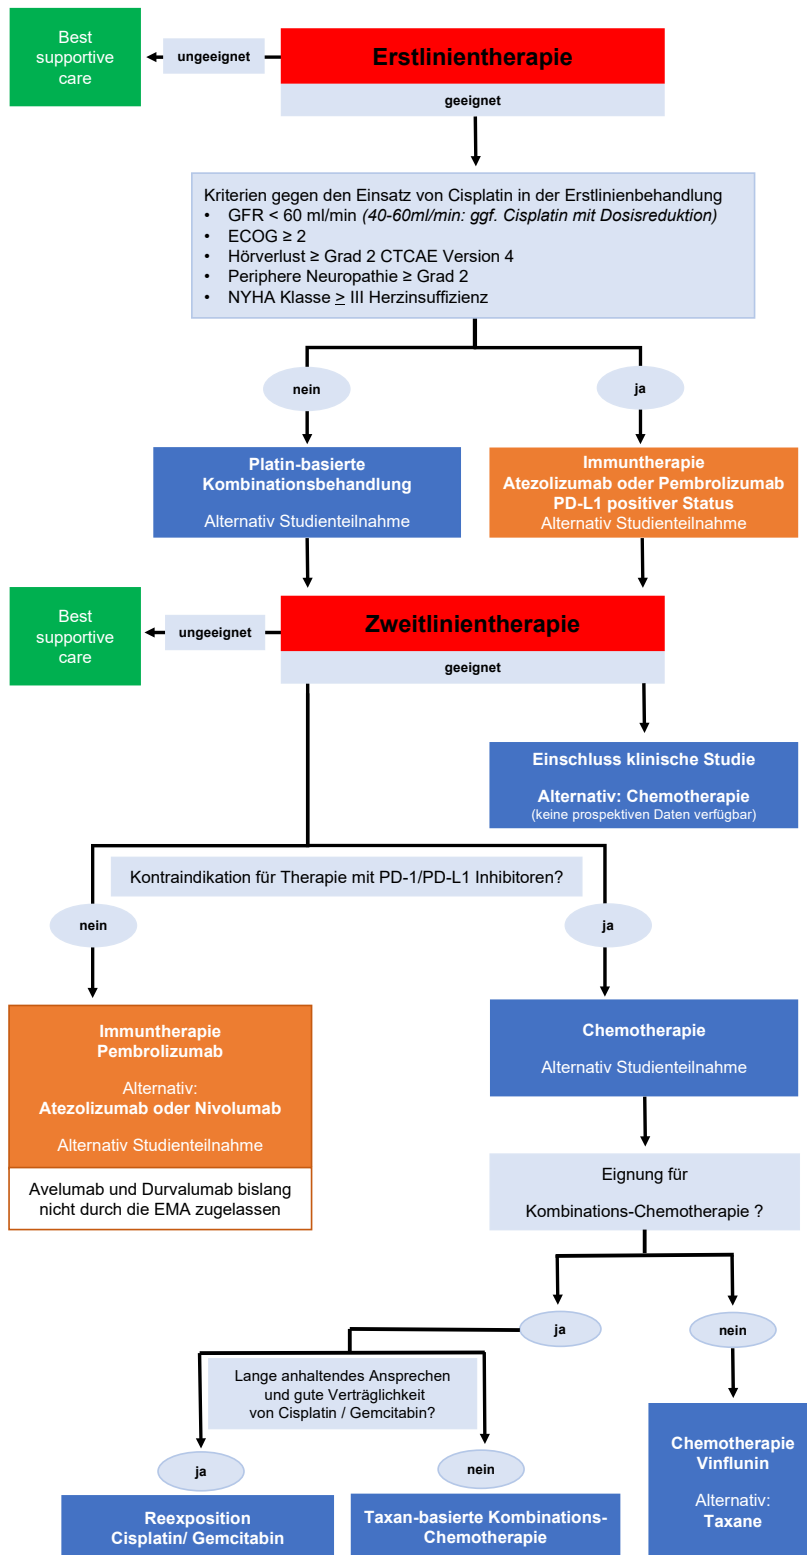 Best
supportive
care
ungeeignet
Erstlinientherapie
geeignet
Kriterien gegen den Einsatz von Cisplatin in der Erstlinienbehandlung
• GFR < 60 ml/min (40-60ml/min: ggf. Cisplatin mit Dosisreduktion)
• ECOG ≥ 2
• Hörverlust ≥ Grad 2 CTCAE Version 4
• Periphere Neuropathie ≥ Grad 2
• NYHA Klasse ≥ III Herzinsuffizienz
nein
ja
Platin-basierte
Kombinationsbehandlung
Alternativ Studienteilnahme
Immuntherapie
Atezolizumab oder Pembrolizumab
PD-L1 positiver Status
Alternativ Studienteilnahme
Best
supportive
care
ungeeignet
Zweitlinientherapie
geeignet
Einschluss klinische Studie
Alternativ: Chemotherapie
(keine prospektiven Daten verfügbar)
Kontraindikation für Therapie mit PD-1/PD-L1 Inhibitoren?
nein
ja
Immuntherapie
Pembrolizumab
Alternativ:
Atezolizumab oder Nivolumab
Alternativ Studienteilnahme
Avelumab und Durvalumab bislang
nicht durch die EMA zugelassen
Chemotherapie
Alternativ Studienteilnahme
Eignung für
Kombinations-Chemotherapie ?
ja
nein
Lange anhaltendes Ansprechen
und gute Verträglichkeit
von Cisplatin / Gemcitabin?
ja
nein
Reexposition
Cisplatin/ Gemcitabin
Taxan-basierte Kombinations-
Chemotherapie
Chemotherapie
Vinflunin
Alternativ:
Taxane